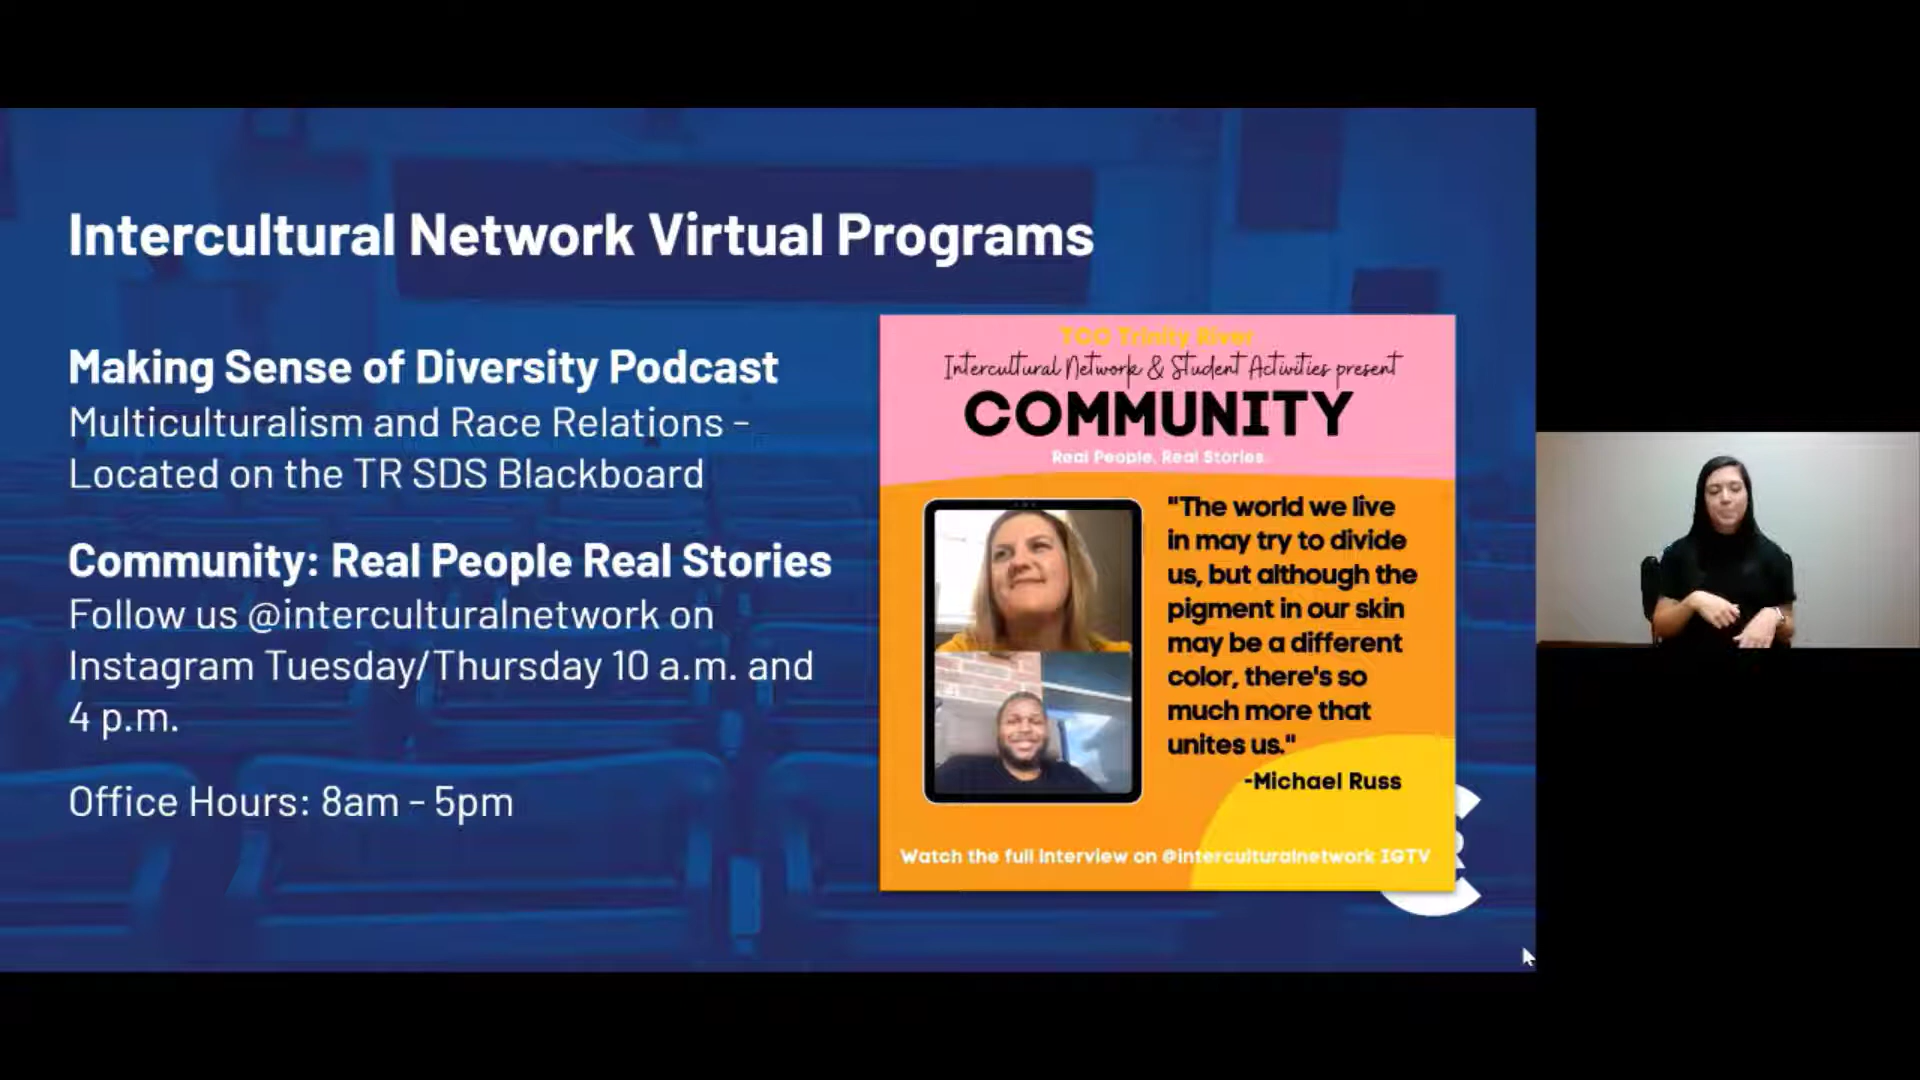 Intercultural Network Virtual Programs
Making Sense of Diversity Podcast
Multiculturalism and Race Relations -
Located on the TR SDS Blackboard
Community: Real People Real Stories
Follow us @interculturalnetwork on
Instagram Tuesday/Thursday 10 a.m. and
4 p.m.
Office Hours: 8am - 5pm
TCC Trinity River
Intercultural Network & Student Activities present
COMMUNITY
Real People. Real Stories.
"The world we live
in may try to divide
us, but although the
pigment in our skin
may be a different
color, there's so
much more that
unites us."
-Michael Russ
Watch the full interview on @interculturalnetwork IGTV